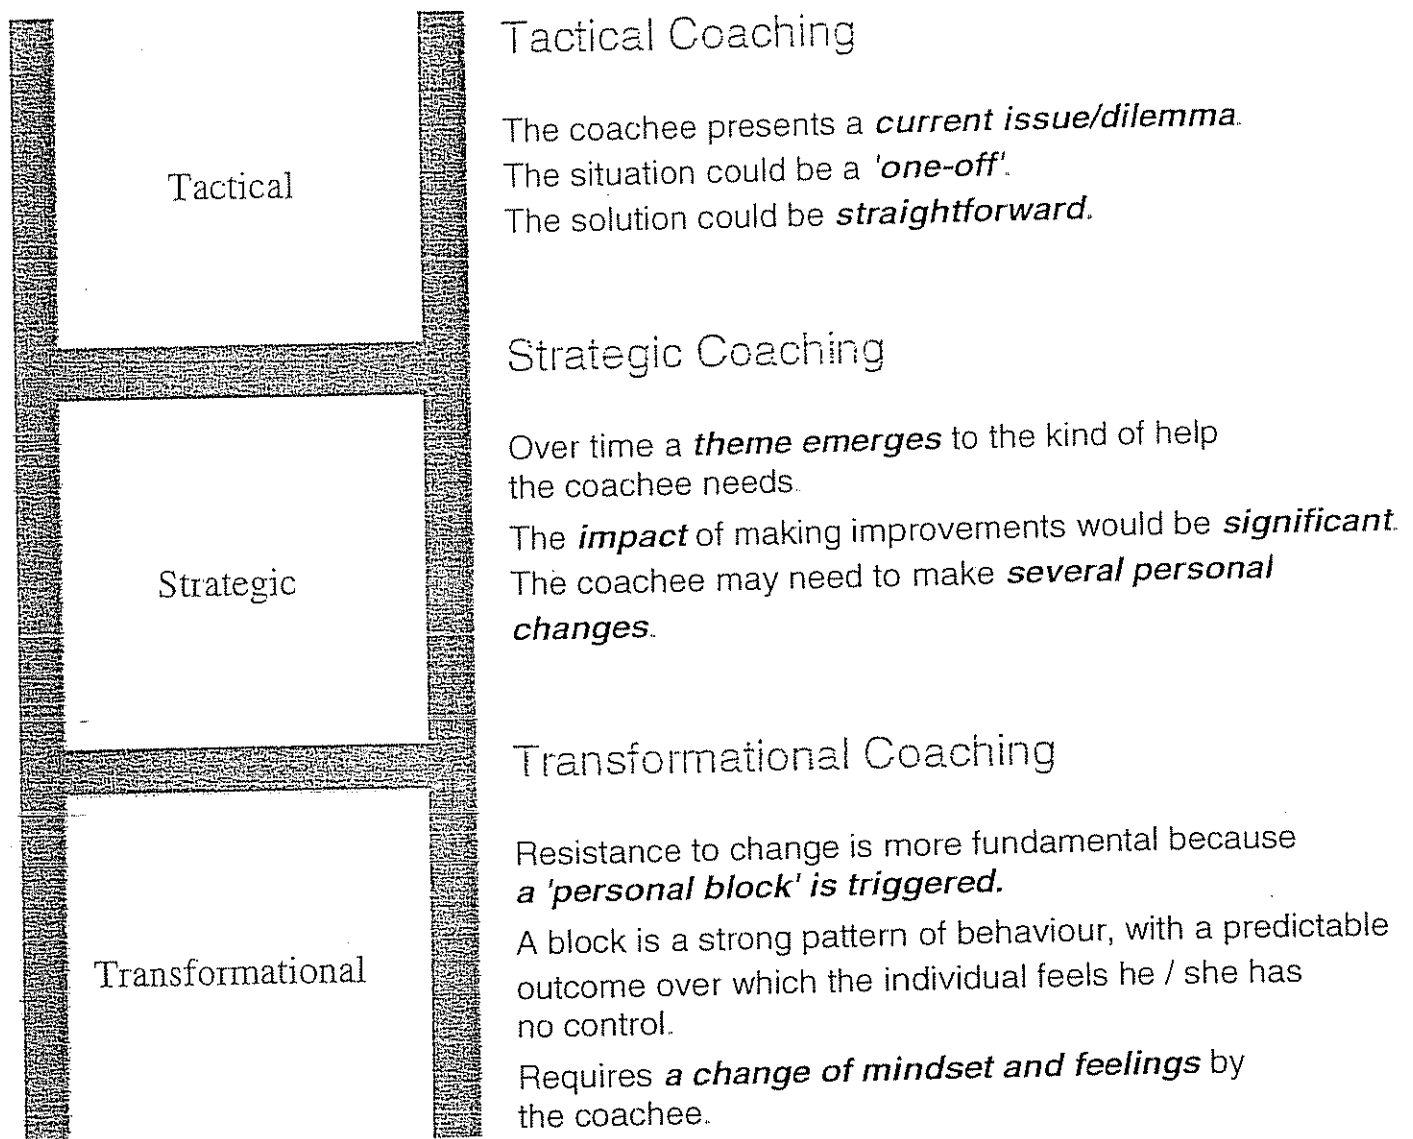 Tactical Coaching
The coachee presents a current issue/dilemma.
The situation could be a 'one-off'.
The solution could be straightforward.
Tactical
Strategic Coaching
Over time a theme emerges to the kind of help
the coachee needs.
The impact of making improvements would be significant.
The coachee may need to make several personal
changes.
Strategic
Transformational Coaching
Resistance to change is more fundamental because
a 'personal block' is triggered.
A block is a strong pattern of behaviour, with a predictable
outcome over which the individual feels he / she has
no control.
Requires a change of mindset and feelings by
the coachee.
Transformational